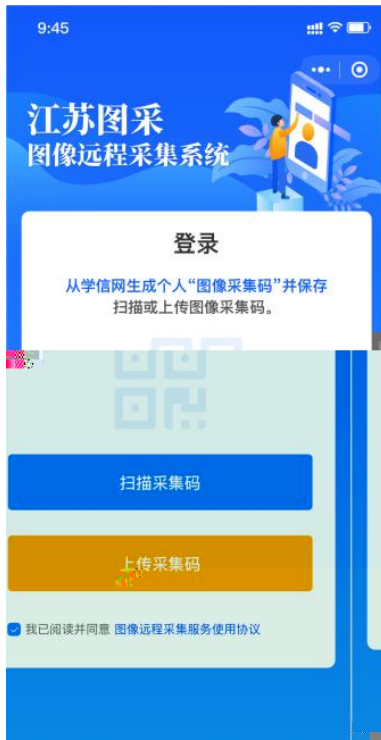 9:45
江苏图采
图像远程采集系统
登录
从学信网生成个人“图像采集码”并保存
扫描或上传图像采集码。
扫描采集码
上传采集码
我已阅读并同意 图像远程采集服务使用协议